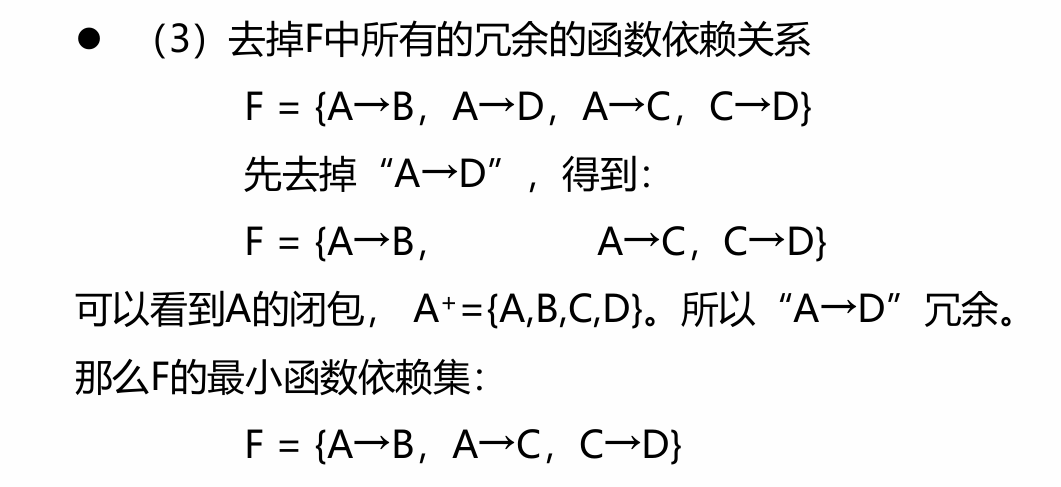 ● （3）去掉F中所有的冗余的函数依赖关系
F = {A→B，A→D，A→C，C→D}
先去掉“A→D”，得到：
F = {A→B，　　　　A→C，C→D}
可以看到A的闭包， A⁺={A,B,C,D}。所以“A→D”冗余。
那么F的最小函数依赖集：
F = {A→B，A→C，C→D}